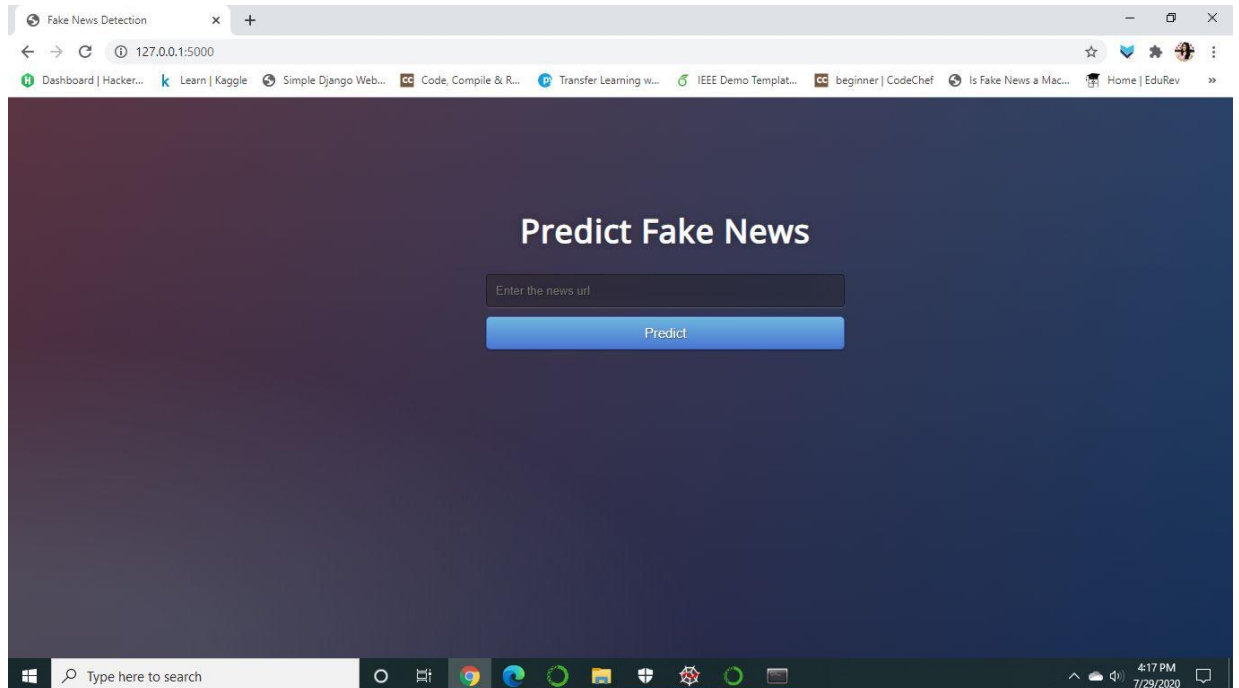 Fake News Detection
127.0.0.1:5000
Dashboard | Hacker... Learn | Kaggle Simple Django Web... Code, Compile & R... Transfer Learning w... IEEE Demo Templat... beginner | CodeChef Is Fake News a Mac... Home | EduRev »
Predict Fake News
Enter the news url
Predict
Type here to search
4:17 PM
7/29/2020